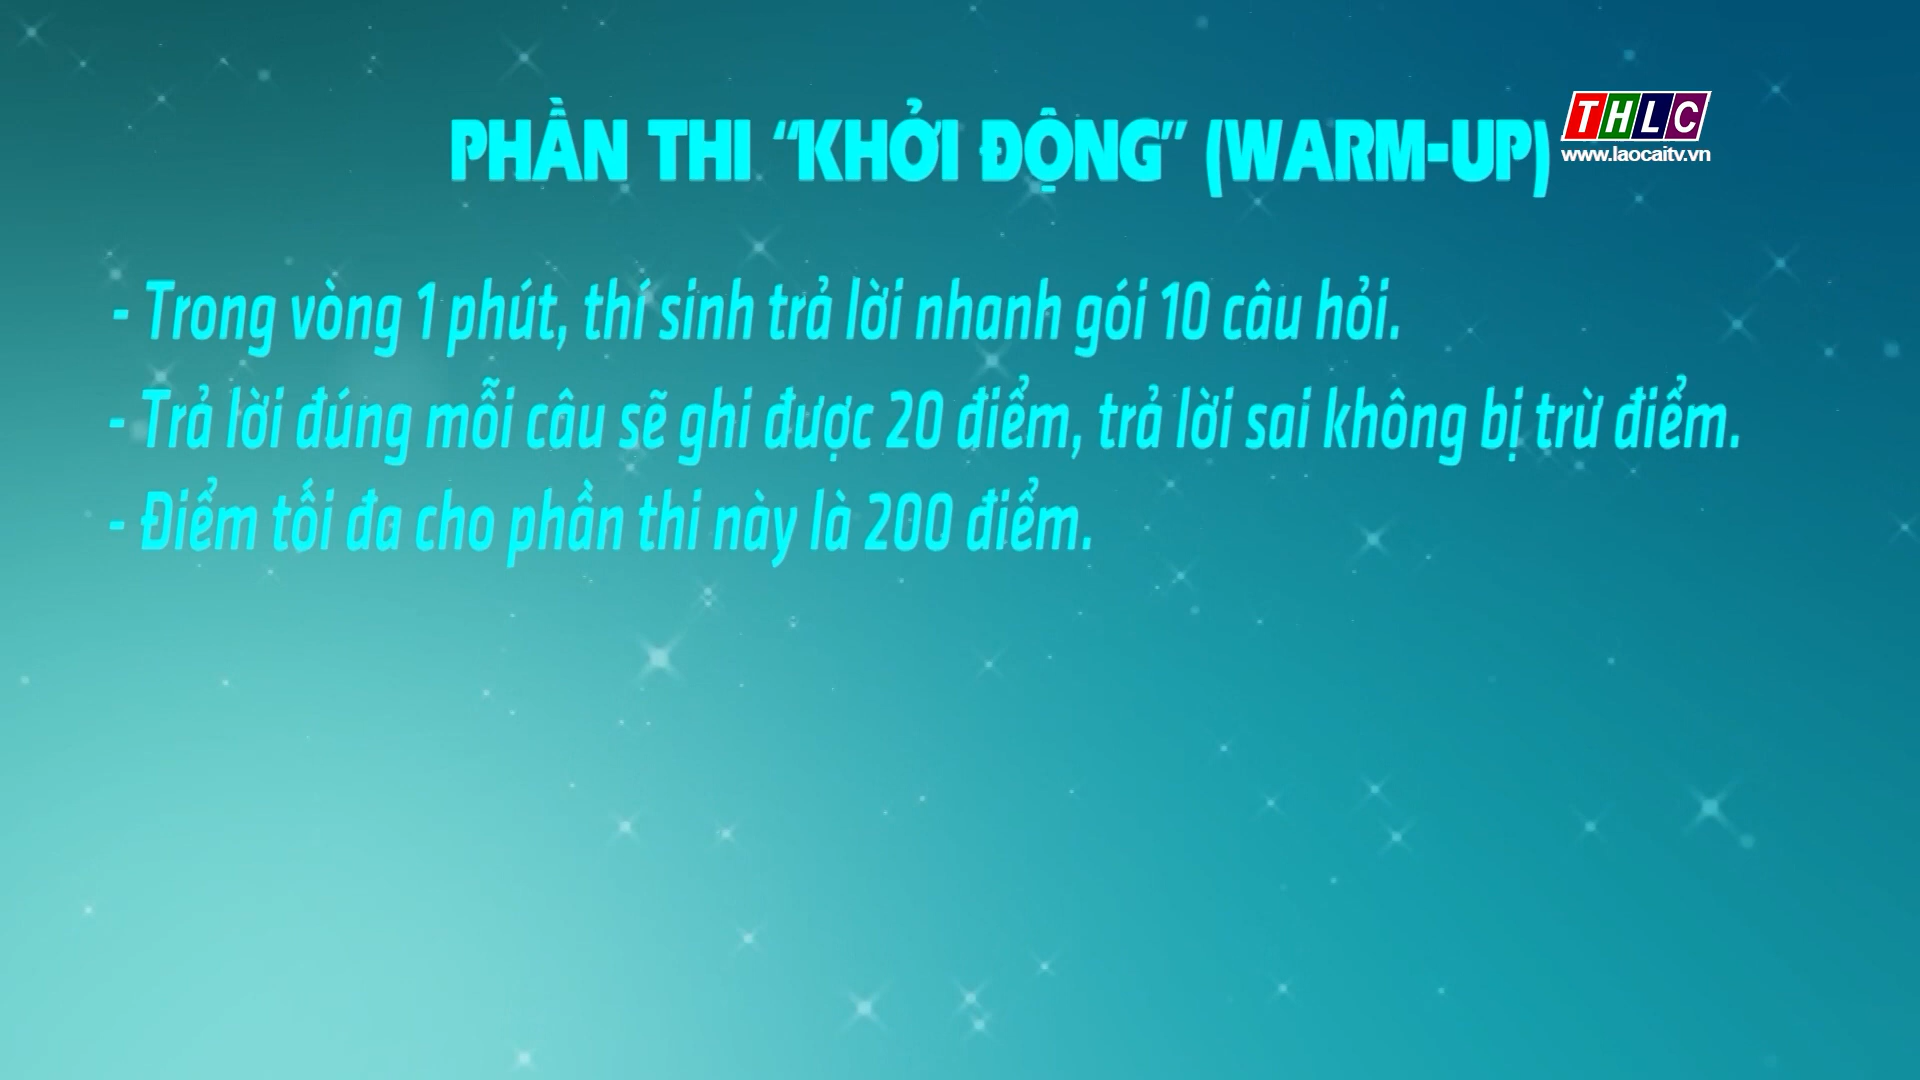 PHẦN THI “KHỞI ĐỘNG” (WARM-UP)
THLC
www.laocaitv.vn
- Trong vòng 1 phút, thí sinh trả lời nhanh gói 10 câu hỏi.
- Trả lời đúng mỗi câu sẽ ghi được 20 điểm, trả lời sai không bị trừ điểm.
- Điểm tối đa cho phần thi này là 200 điểm.